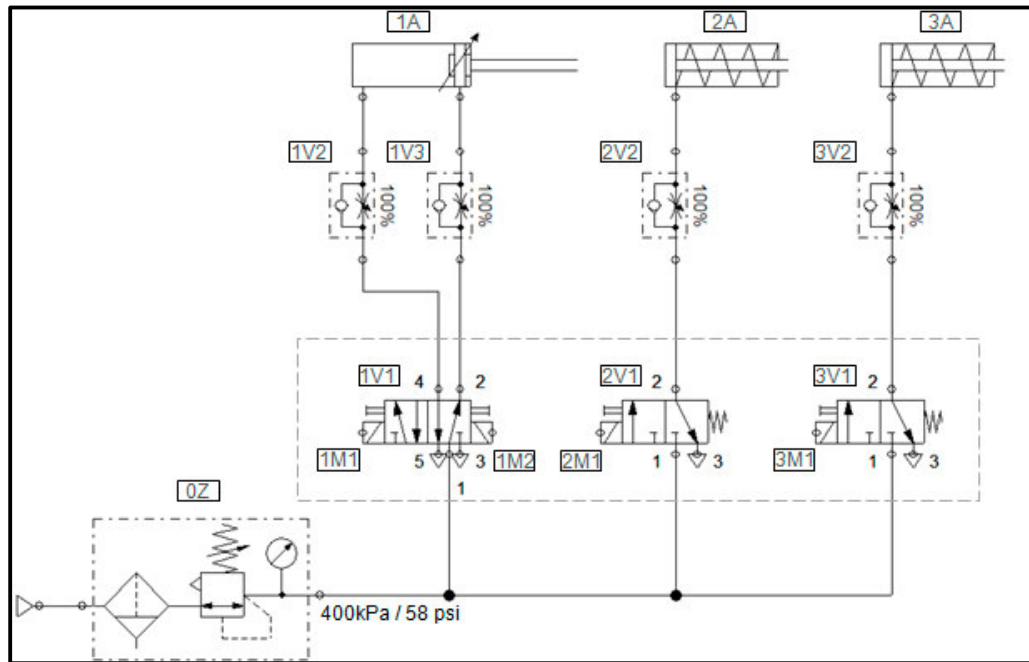 1A 2A 3A
1V2 1V3 2V2 3V2
100% 100% 100% 100%
1V1 4 2 2V1 2 3V1 2
1M1 5 3 1M2 2M1 1 3 3M1 1 3
1
0Z
400kPa / 58 psi